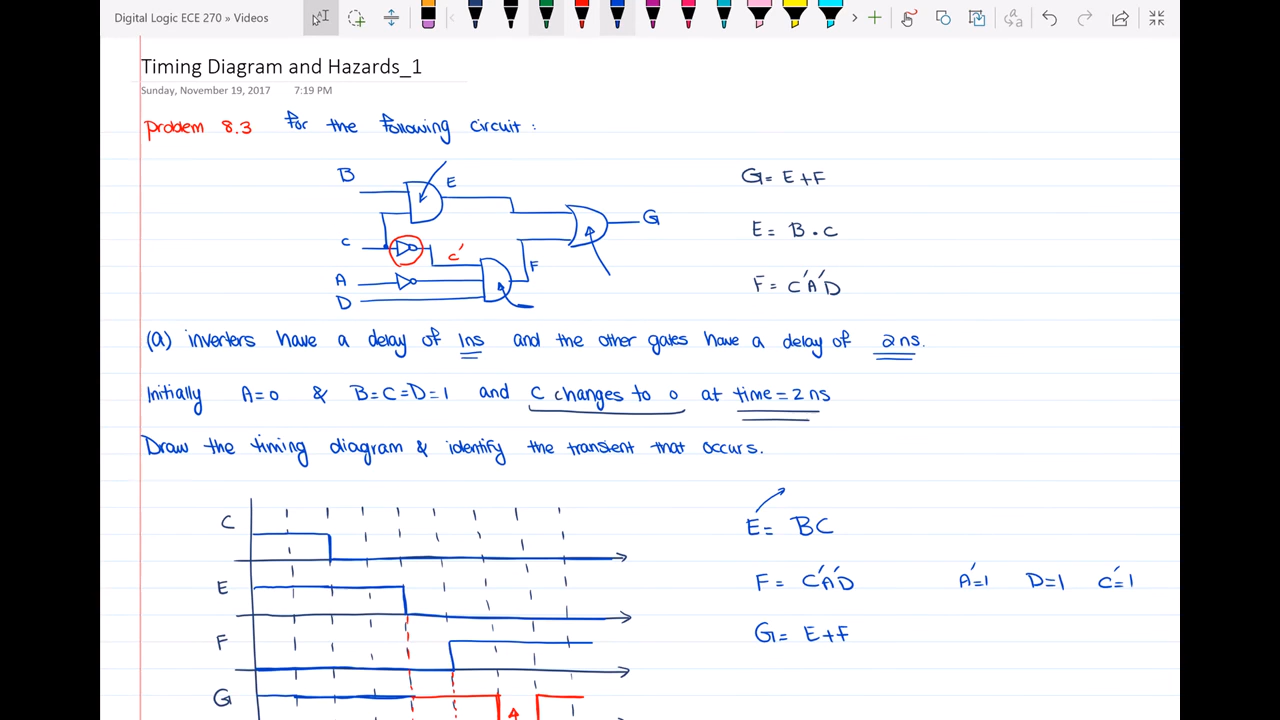 Digital Logic ECE 270 » Videos
Timing Diagram and Hazards_1
Sunday, November 19, 2017 7:19 PM
problem 8.3 for the following circuit :
B
E
G
C
C'
F
A
D
G = E + F
E = B . C
F = C'A'D
(a) inverters have a delay of 1ns and the other gates have a delay of 2ns.
Initially A=0 & B=C=D=1 and C changes to 0 at time = 2 ns
Draw the timing diagram & identify the transient that occurs.
C
E
F
G
E = BC
F = C'A'D A'=1 D=1 C'=1
G = E+F